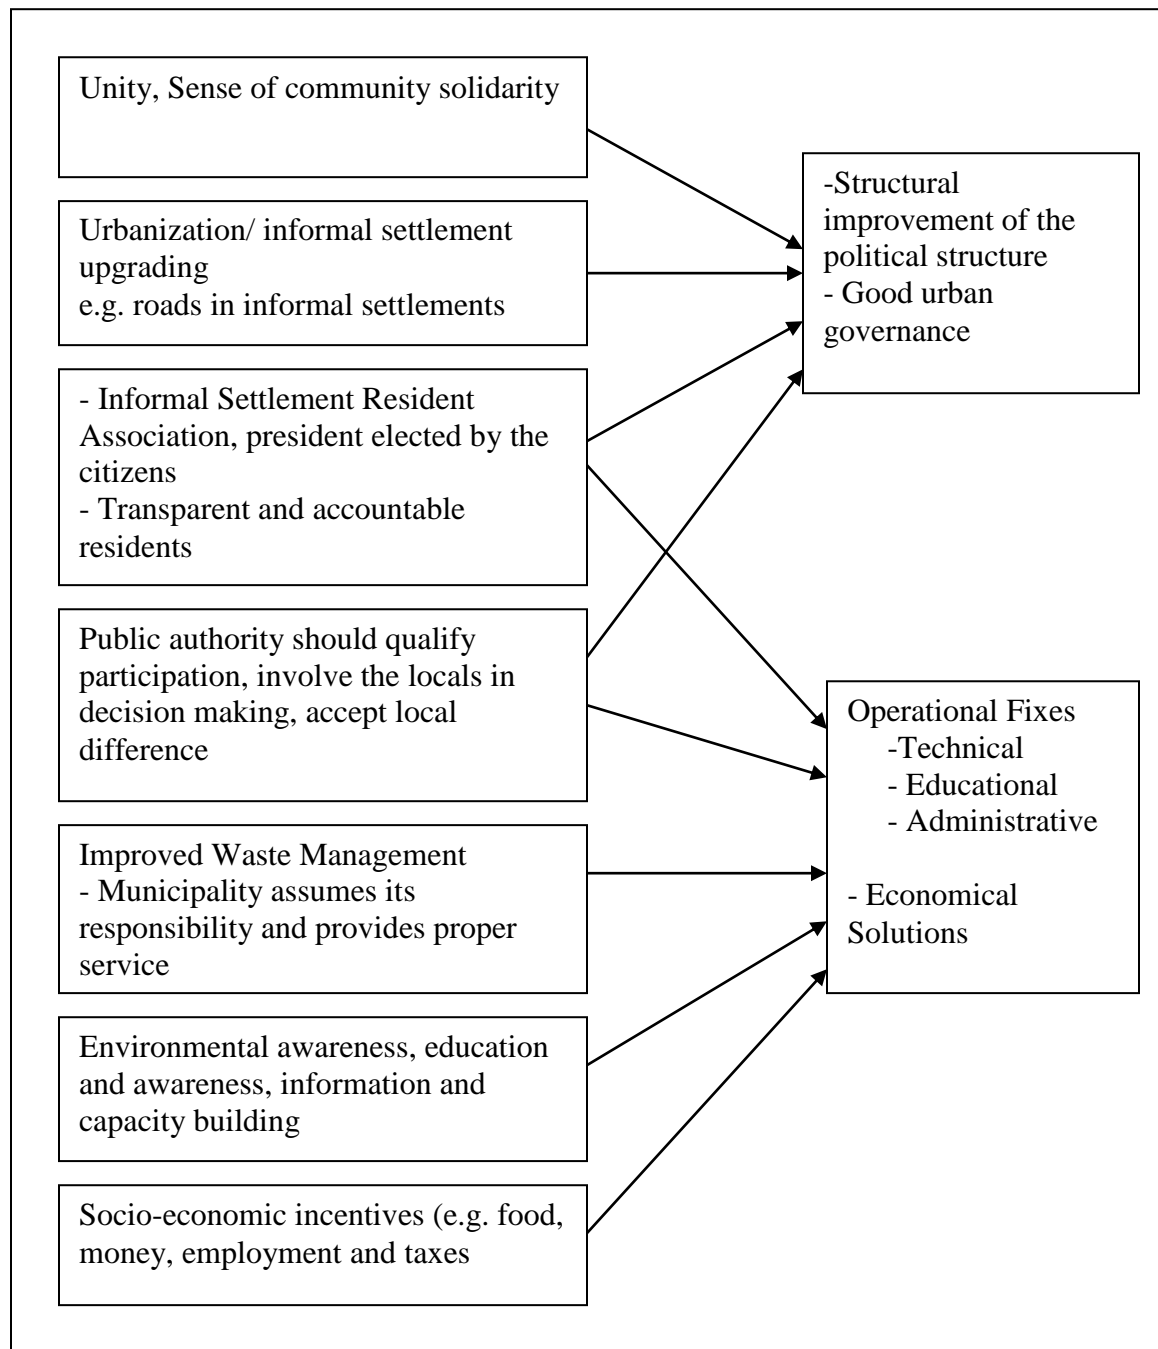 Unity, Sense of community solidarity
Urbanization/ informal settlement
upgrading
e.g. roads in informal settlements
- Informal Settlement Resident
Association, president elected by the
citizens
- Transparent and accountable
residents
Public authority should qualify
participation, involve the locals in
decision making, accept local
difference
Improved Waste Management
- Municipality assumes its
responsibility and provides proper
service
Environmental awareness, education
and awareness, information and
capacity building
Socio-economic incentives (e.g. food,
money, employment and taxes
-Structural
improvement of the
political structure
- Good urban
governance
Operational Fixes
-Technical
- Educational
- Administrative
- Economical
Solutions